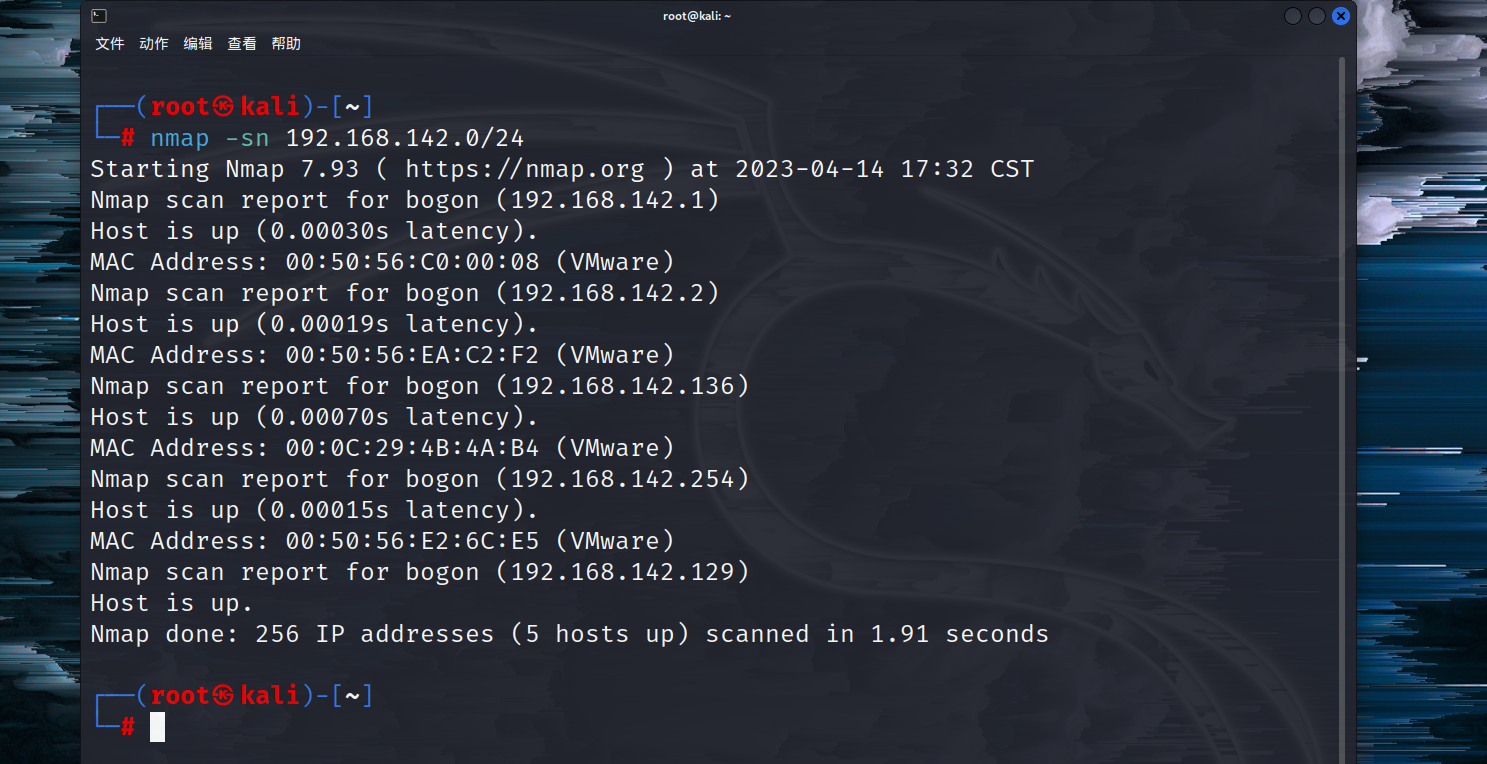 root@kali: ~
文件 动作 编辑 查看 帮助
┌──(root㉿kali)-[~]
└─# nmap -sn 192.168.142.0/24
Starting Nmap 7.93 ( https://nmap.org ) at 2023-04-14 17:32 CST
Nmap scan report for bogon (192.168.142.1)
Host is up (0.00030s latency).
MAC Address: 00:50:56:C0:00:08 (VMware)
Nmap scan report for bogon (192.168.142.2)
Host is up (0.00019s latency).
MAC Address: 00:50:56:EA:C2:F2 (VMware)
Nmap scan report for bogon (192.168.142.136)
Host is up (0.00070s latency).
MAC Address: 00:0C:29:4B:4A:B4 (VMware)
Nmap scan report for bogon (192.168.142.254)
Host is up (0.00015s latency).
MAC Address: 00:50:56:E2:6C:E5 (VMware)
Nmap scan report for bogon (192.168.142.129)
Host is up.
Nmap done: 256 IP addresses (5 hosts up) scanned in 1.91 seconds
┌──(root㉿kali)-[~]
└─#